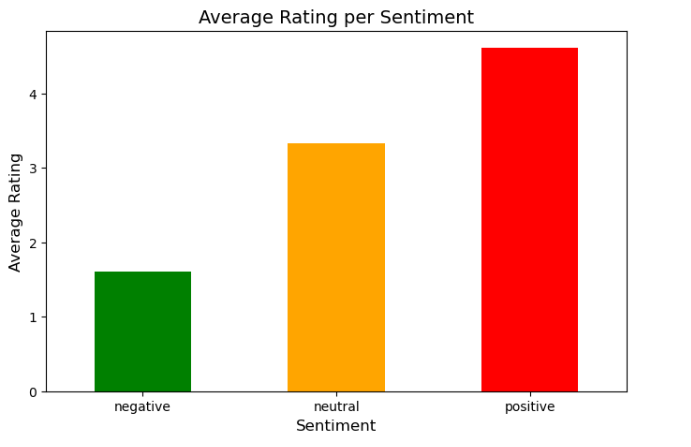 Average Rating per Sentiment
Average Rating
4
3
2
1
0
negative neutral positive
Sentiment